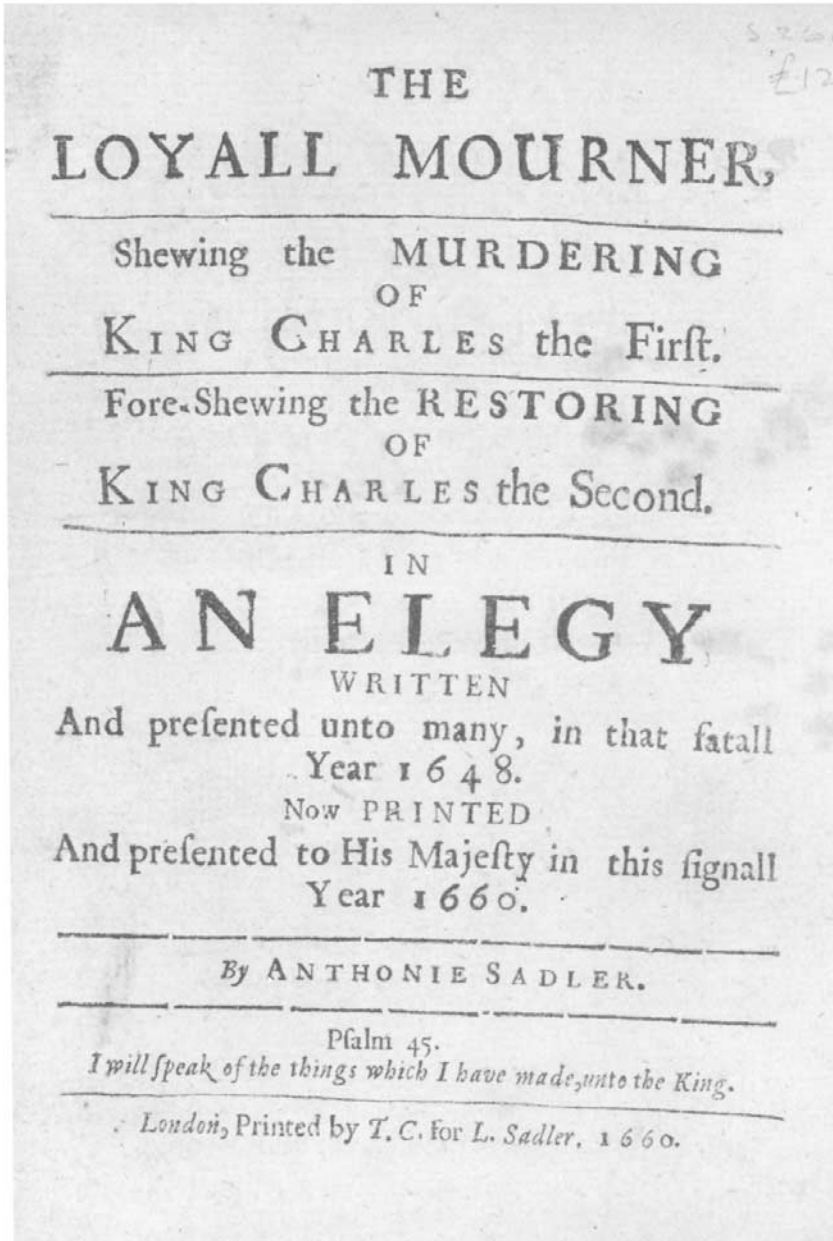 THE
LOYALL MOURNER,
Shewing the MURDERING
OF
KING CHARLES the Firſt.
Fore-Shewing the RESTORING
OF
KING CHARLES the Second.
IN
AN ELEGY
WRITTEN
And preſented unto many, in that fatall
Year 1648.
Now PRINTED
And preſented to His Majeſty in this ſignall
Year 1660.
By ANTHONIE SADLER.
Pſalm 45.
I will ſpeak of the things which I have made, unto the King.
London, Printed by T. C. for L. Sadler. 1660.